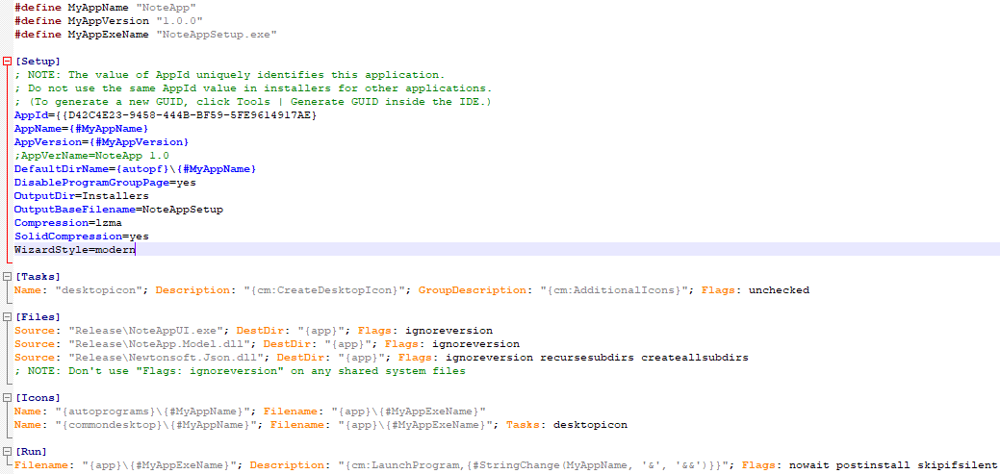 #define MyAppName "NoteApp"
#define MyAppVersion "1.0.0"
#define MyAppExeName "NoteAppSetup.exe"
[Setup]
; NOTE: The value of AppId uniquely identifies this application.
; Do not use the same AppId value in installers for other applications.
; (To generate a new GUID, click Tools | Generate GUID inside the IDE.)
AppId={{D42C4E23-9458-444B-BF59-5FE9614917AE}
AppName={#MyAppName}
AppVersion={#MyAppVersion}
;AppVerName=NoteApp 1.0
DefaultDirName={autopf}\{#MyAppName}
DisableProgramGroupPage=yes
OutputDir=Installers
OutputBaseFilename=NoteAppSetup
Compression=lzma
SolidCompression=yes
WizardStyle=modern
[Tasks]
Name: "desktopicon"; Description: "{cm:CreateDesktopIcon}"; GroupDescription: "{cm:AdditionalIcons}"; Flags: unchecked
[Files]
Source: "Release\NoteAppUI.exe"; DestDir: "{app}"; Flags: ignoreversion
Source: "Release\NoteApp.Model.dll"; DestDir: "{app}"; Flags: ignoreversion
Source: "Release\Newtonsoft.Json.dll"; DestDir: "{app}"; Flags: ignoreversion recursesubdirs createallsubdirs
; NOTE: Don't use "Flags: ignoreversion" on any shared system files
[Icons]
Name: "{autoprograms}\{#MyAppName}"; Filename: "{app}\{#MyAppExeName}"
Name: "{commondesktop}\{#MyAppName}"; Filename: "{app}\{#MyAppExeName}"; Tasks: desktopicon
[Run]
Filename: "{app}\{#MyAppExeName}"; Description: "{cm:LaunchProgram,{#StringChange(MyAppName, '&', '&&')}}"; Flags: nowait postinstall skipifsilent